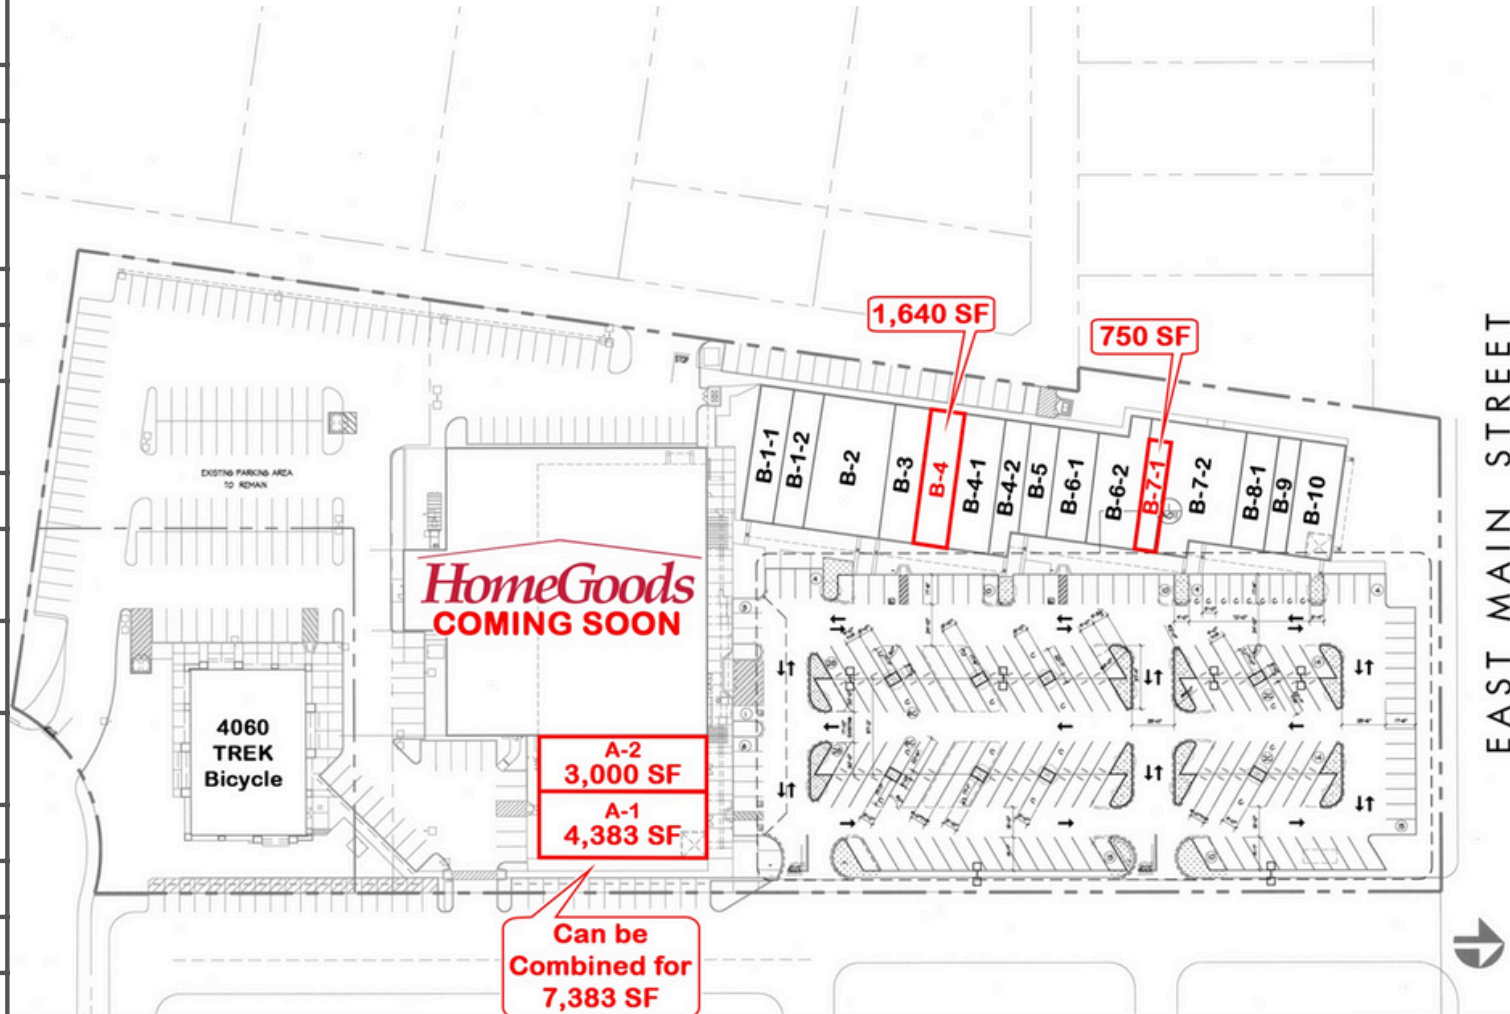 1,640 SF
750 SF
STOP
B-1-1
B-1-2
B-2
B-3
B-4
B-4-1
B-4-2
B-5
B-6-1
B-6-2
B-7-1
B-7-2
B-8-1
B-9
B-10
EAST MAIN STREET
EXISTING PARKING AREA
TO REMAIN
HomeGoods
COMING SOON
4060
TREK
Bicycle
A-2
3,000 SF
A-1
4,383 SF
Can be
Combined for
7,383 SF